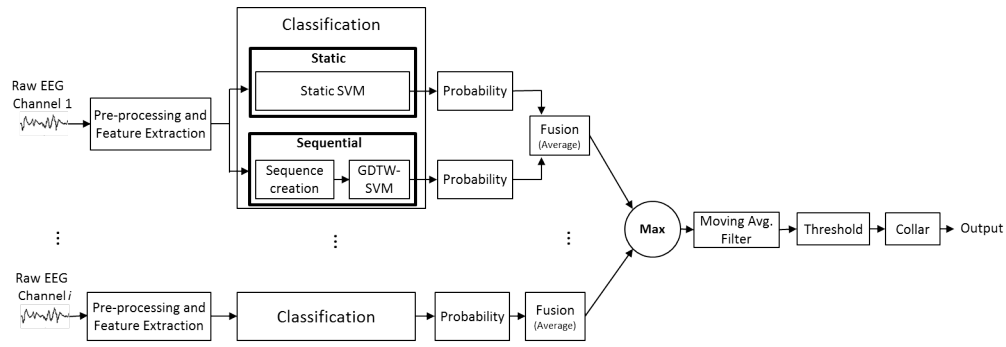 Classification
Static
Static SVM
Raw EEG
Channel 1
Pre-processing and
Feature Extraction
Probability
Fusion
(Average)
Sequential
Sequence
creation
GDTW-
SVM
Probability
Max
Moving Avg.
Filter
Threshold
Collar
Output
Raw EEG
Channel i
Pre-processing and
Feature Extraction
Classification
Probability
Fusion
(Average)